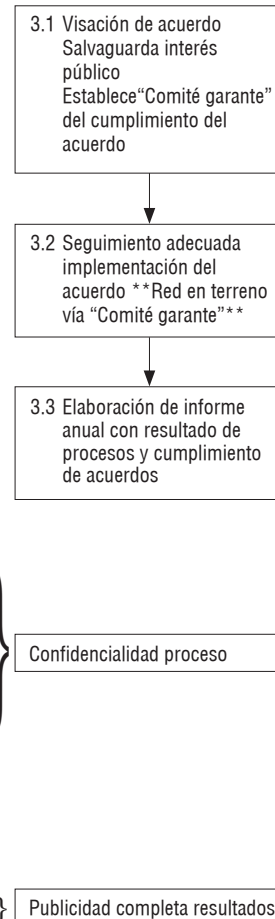 3.1 Visación de acuerdo
Salvaguarda interés
público
Establece“Comité garante”
del cumplimiento del
acuerdo
3.2 Seguimiento adecuada
implementación del
acuerdo **Red en terreno
vía “Comité garante”**
3.3 Elaboración de informe
anual con resultado de
procesos y cumplimiento
de acuerdos
Confidencialidad proceso
Publicidad completa resultados